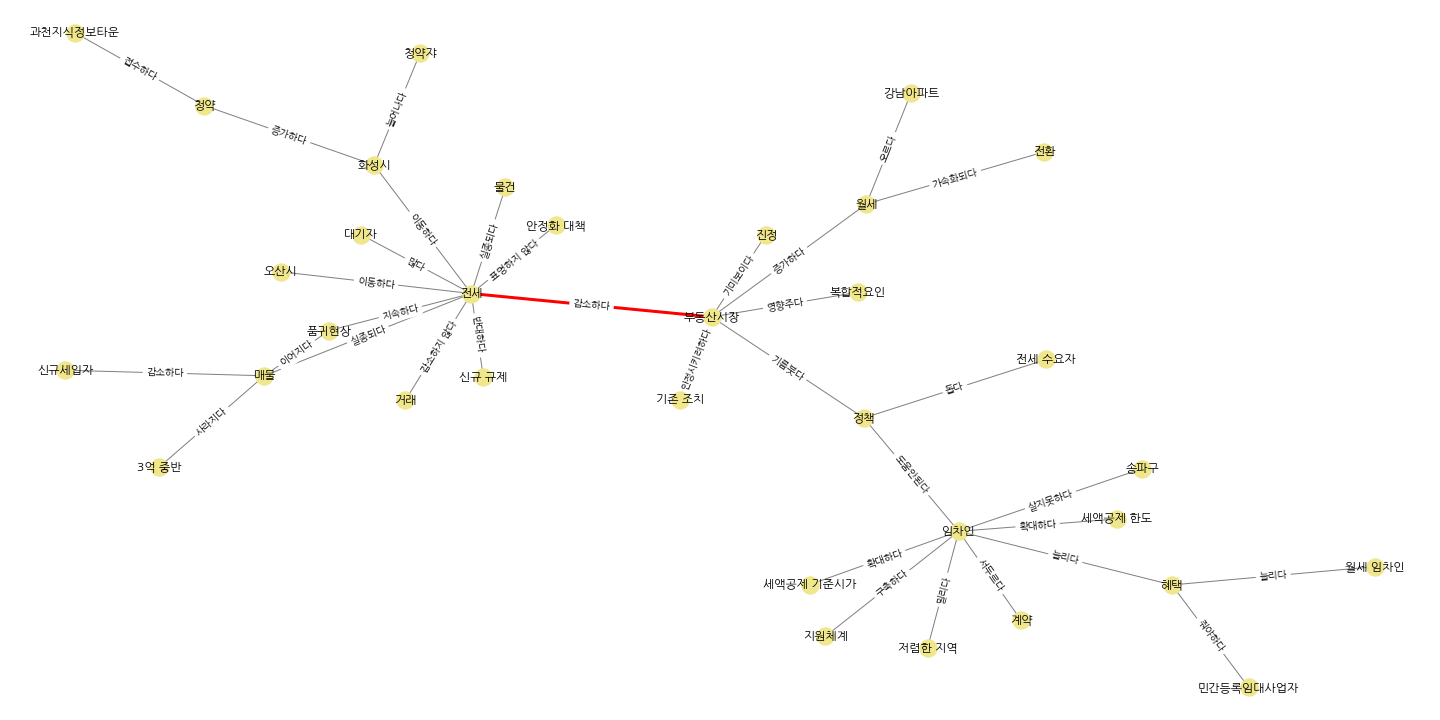 과천지식정보타운
접수하다
청약
증가하다
청약쟈
늘어나다
화성시
이동하다
물건
실종되다
안정화 대책
표명하지 않다
대기자
많다
오산시
이동하다
전세
감소하다
지속하다
품귀현상
실종되다
이어지다
매물
감소하다
신규세입자
사라지다
3억 중반
감소하지 않다
거래
반대하다
신규 규제
강남아파트
오르다
전환
가속화되다
월세
증가하다
진정
기미보이다
복합적요인
영향주다
부동산시장
안정시키려하다
기존 조치
기름붓다
전세 수요자
돕다
정책
도움안된다
송파구
살지못하다
세액공제 한도
확대하다
임차인
늘리다
확대하다
세액공제 기준시가
구축하다
지원체계
밀리다
저렴한 지역
서두르다
계약
혜택
늘리다
월세 임차인
줘야하다
민간등록임대사업자